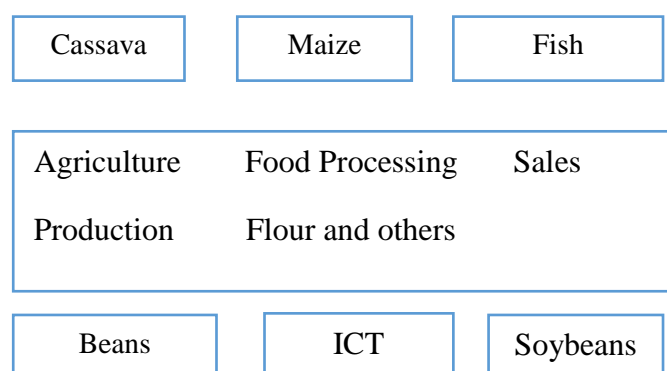 Cassava Maize Fish
Agriculture Food Processing Sales
Production Flour and others
Beans ICT Soybeans